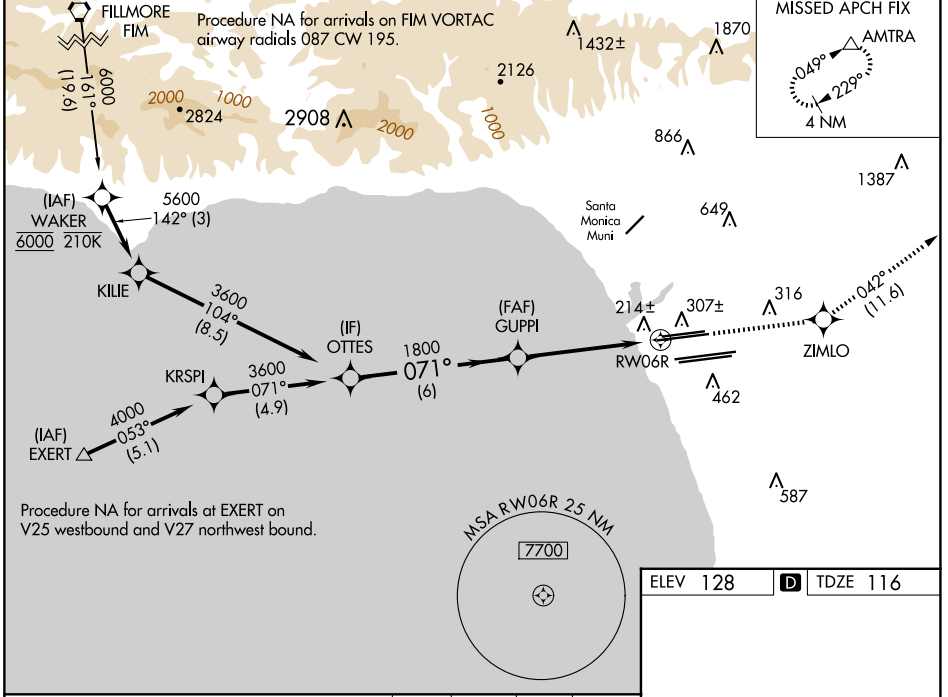 FILLMORE
FIM
Procedure NA for arrivals on FIM VORTAC
airway radials 087 CW 195.
MISSED APCH FIX
AMTRA
049°
229°
4 NM
1432±
1870
2126
6000
161°
(19.6)
2000
1000
2824
2908
2000
1000
866
1387
649
(IAF)
WAKER
6000 210K
5600
142° (3)
Santa
Monica
Muni
KILIE
3600
104°
(8.5)
(IF)
OTTES
(FAF)
GUPPI
214±
307±
316
042°
(11.6)
ZIMLO
RW06R
1800
071°
(6)
KRSPI
3600
071°
(4.9)
462
4000
053°
(5.1)
(IAF)
EXERT
587
Procedure NA for arrivals at EXERT on
V25 westbound and V27 northwest bound.
MSA RW06R 25 NM
7700
ELEV 128 D TDZE 116